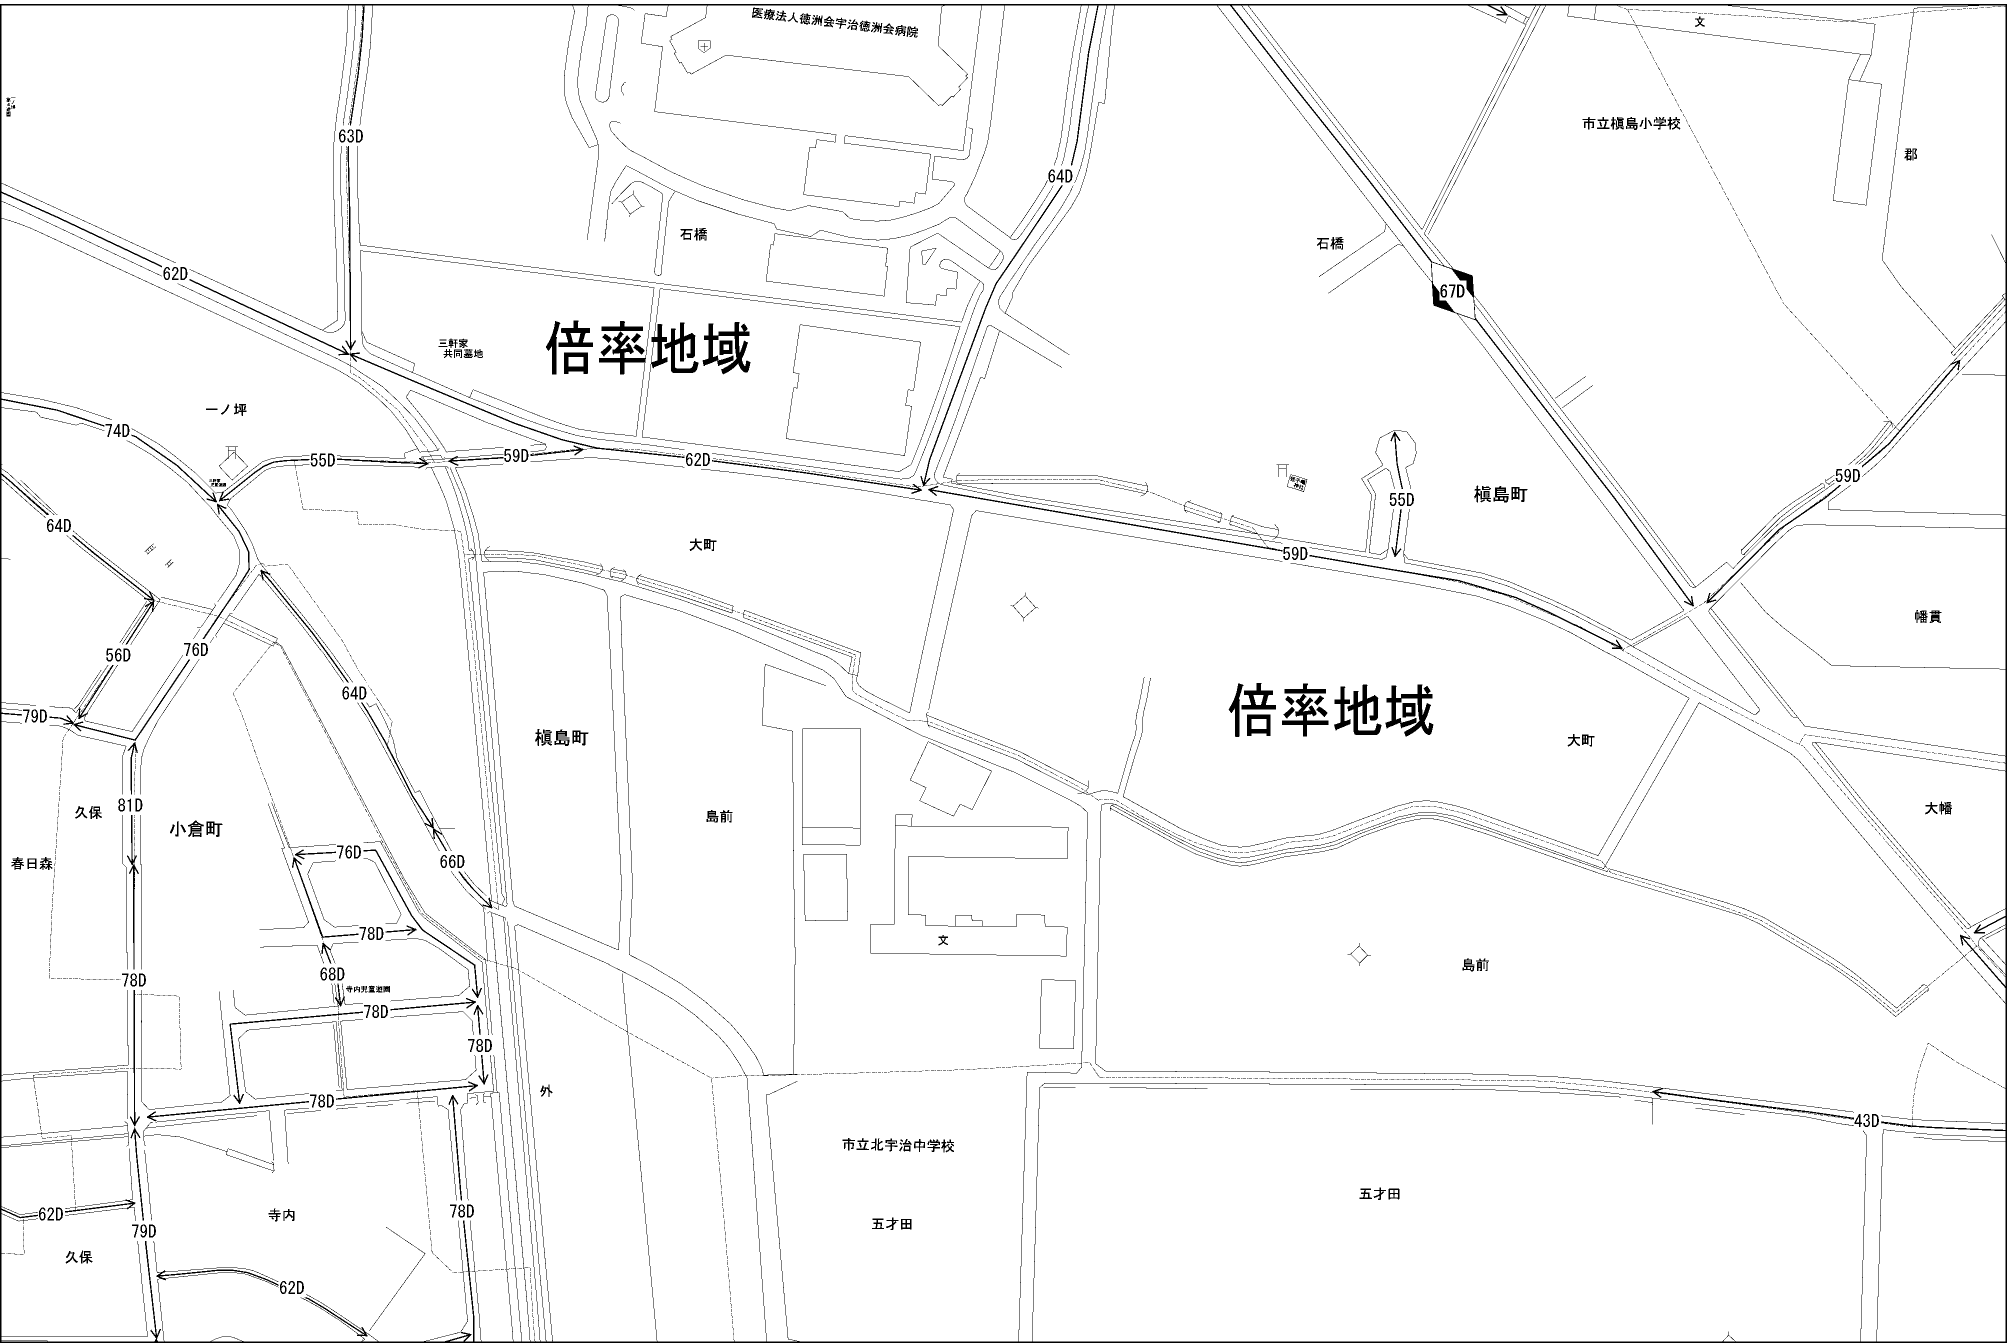 医療法人徳洲会宇治徳洲会病院
文
市立槇島小学校
63D
郡
64D
石橋
石橋
62D
67D
三軒家
共同墓地
倍率地域
一ノ坪
74D
55D
59D
62D
59D
槇島町
55D
64D
大町
59D
幡貫
76D
56D
64D
倍率地域
79D
槇島町
大町
81D
久保
小倉町
島前
大幡
76D
66D
春日森
78D
文
島前
68D
78D
寺内児童遊園
78D
78D
外
78D
43D
市立北宇治中学校
五才田
78D
62D
寺内
五才田
79D
久保
62D